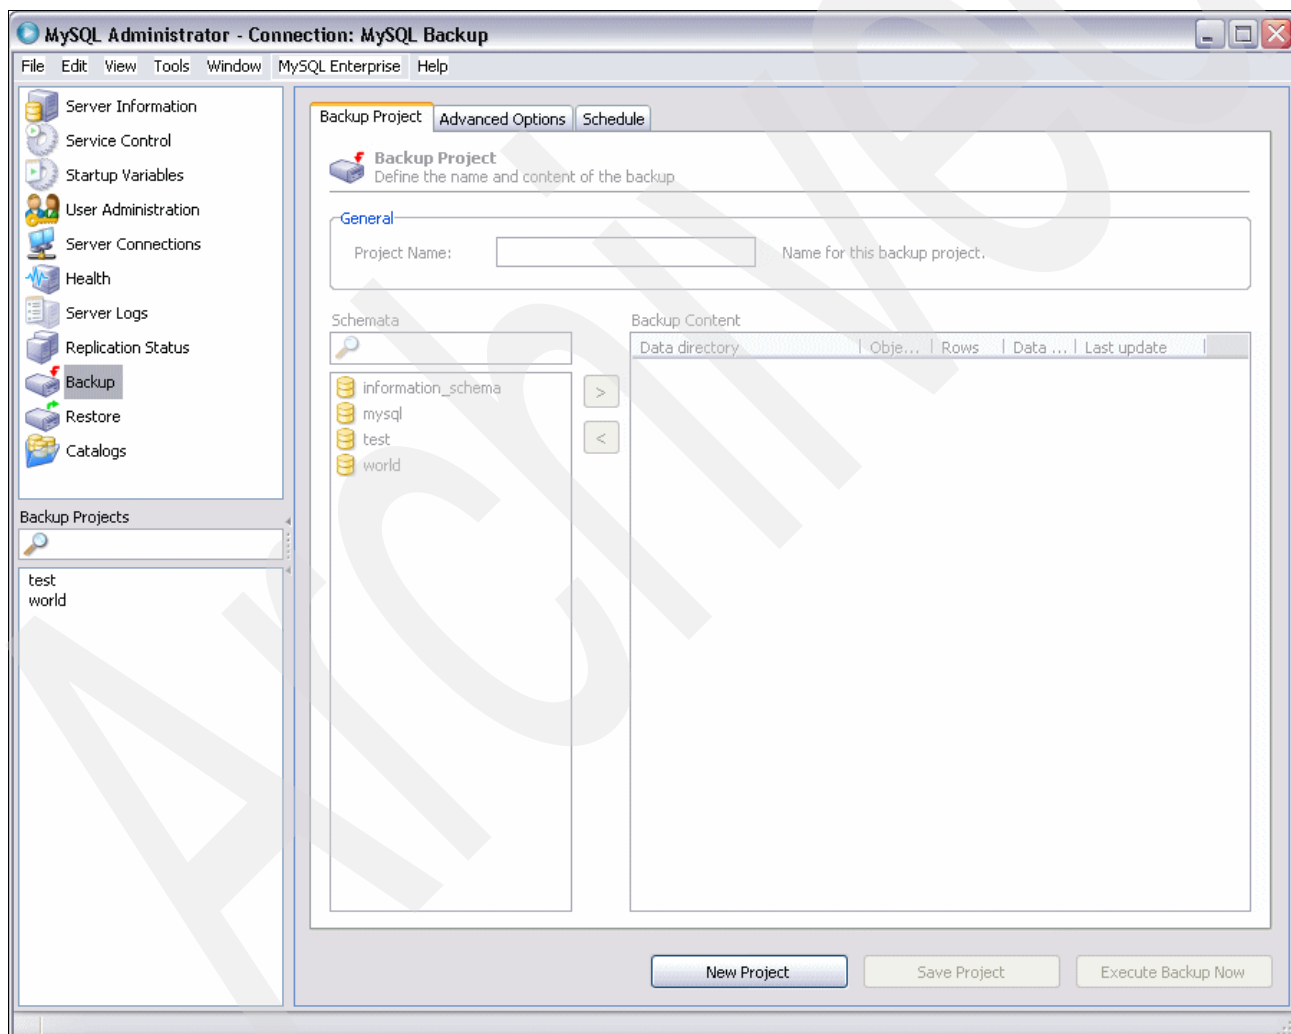 MySQL Administrator - Connection: MySQL Backup
File Edit View Tools Window MySQL Enterprise Help
Server Information
Service Control
Startup Variables
User Administration
Server Connections
Health
Server Logs
Replication Status
Backup
Restore
Catalogs
Backup Projects
test
world
Backup Project Advanced Options Schedule
Backup Project
Define the name and content of the backup
General
Project Name: Name for this backup project.
Schemata
information_schema
mysql
test
world
>
<
Backup Content
Data directory Obje... Rows Data ... Last update
New Project Save Project Execute Backup Now
Archived